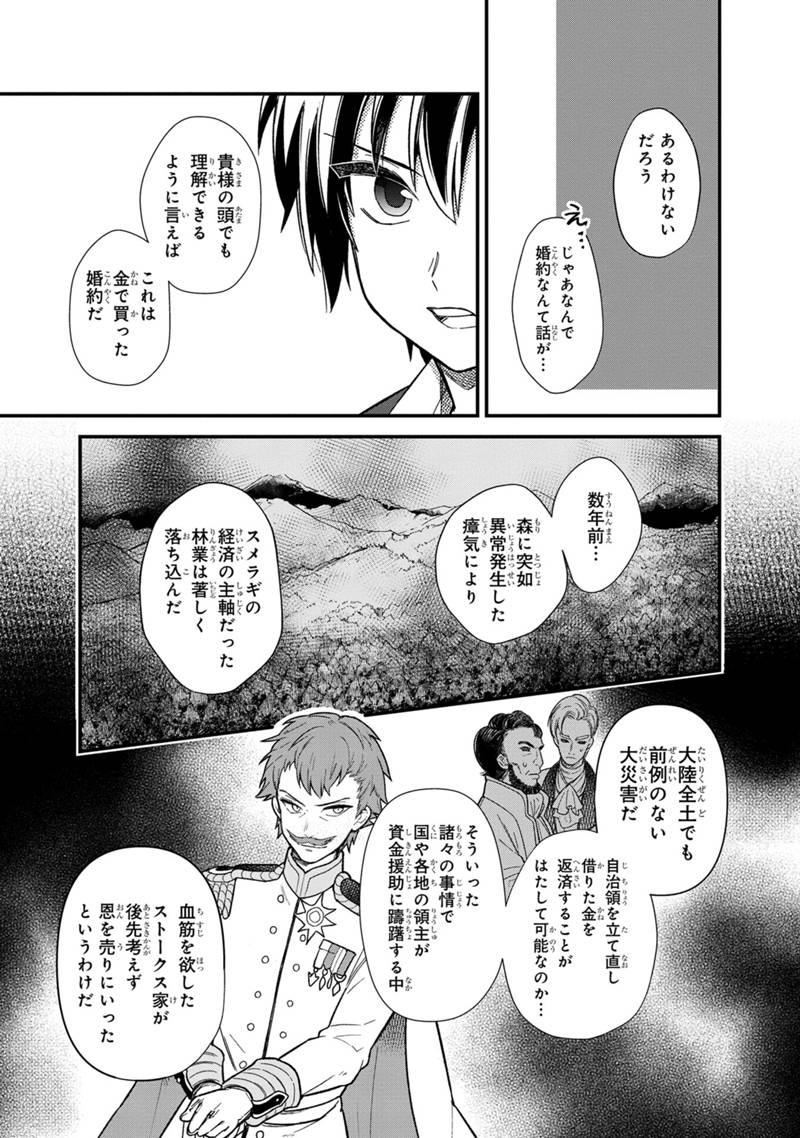 あるわけない
だろう
え…
じゃあなんで
婚約なんて話が…
貴様の頭でも
理解できる
ように言えば
これは
金で買った
婚約だ
数年前…
森に突如
異常発生した
瘴気により
スメラギの
経済の主軸だった
林業は著しく
落ち込んだ
大陸全土でも
前例のない
大災害だ
自治領を立て直し
借りた金を
返済することが
はたして可能なのか…
そういった
諸々の事情で
国や各地の領主が
資金援助に躊躇する中
血筋を欲した
ストークス家が
後先考えず
恩を売りにいった
というわけだ